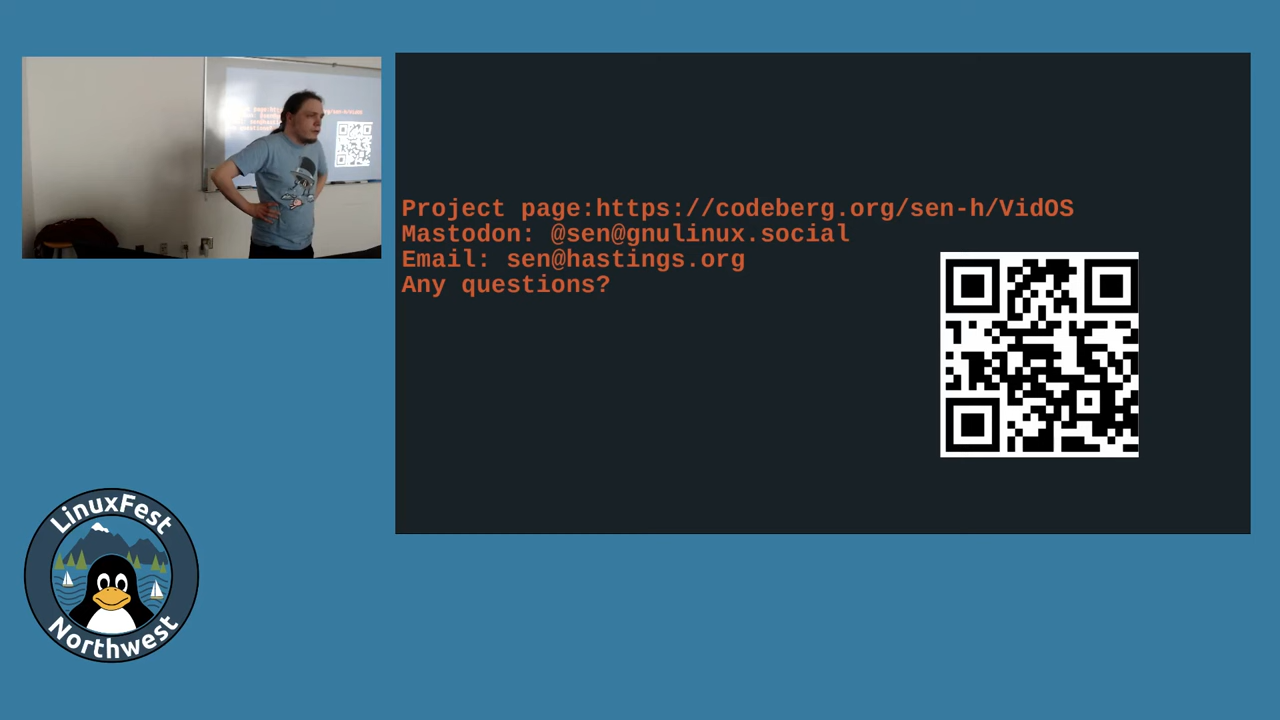 Project page:https://codeberg.org/sen-h/VidOS
Mastodon: @sen@gnulinux.social
Email: sen@hastings.org
Any questions?
LinuxFest
Northwest